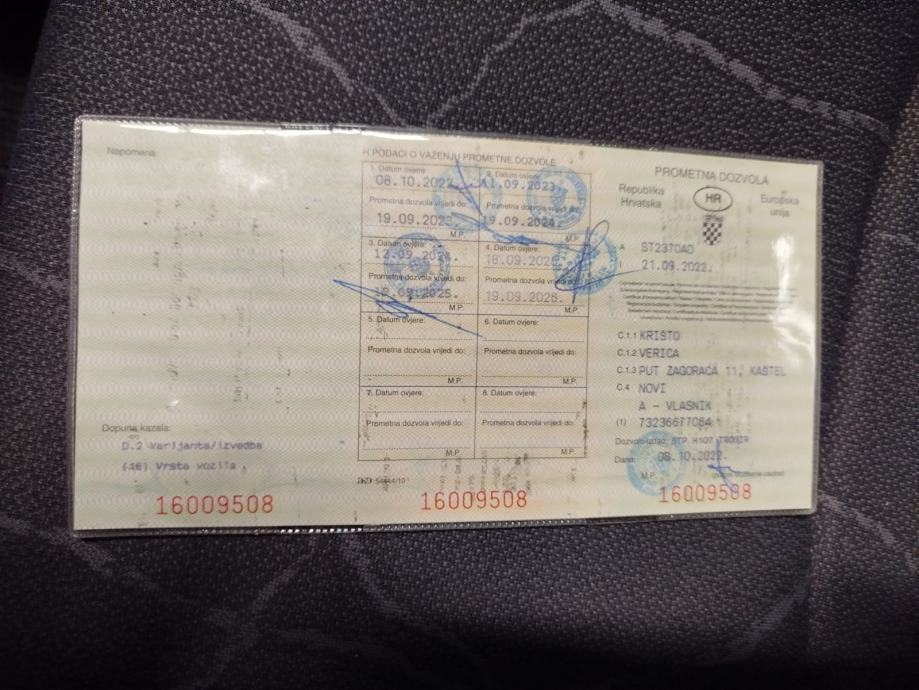 Napomena:
Dopuna kazala:
D.2 Varijanta/izvedba
(16) Vrsta vozila
16009508
H PODACI O VAŽENJU PROMETNE DOZVOLE
1. Datum ovjere:
08.10.2022.
Prometna dozvola vrijedi do:
19.09.2023.
2. Datum ovjere:
11.09.2023.
Prometna dozvola vrijedi do:
19.09.2024.
M.P.
3. Datum ovjere:
12.09.2024.
Prometna dozvola vrijedi do:
19.09.2025.
M.P.
4. Datum ovjere:
18.09.2025.
Prometna dozvola vrijedi do:
19.09.2026.
M.P.
5. Datum ovjere:
Prometna dozvola vrijedi do:
M.P.
6. Datum ovjere:
Prometna dozvola vrijedi do:
M.P.
7. Datum ovjere:
Prometna dozvola vrijedi do:
M.P.
8. Datum ovjere:
Prometna dozvola vrijedi do:
M.P.
16009508
PROMETNA DOZVOLA
Republika
Hrvatska
HR
Europska
unija
A ST2370AO
I 21.09.2022.
C.1.1 KRISTO
C.1.2 VERICA
C.1.3 PUT ZAGORACA 11, KAŠTEL
NOVI
C.4 A - VLASNIK
(1) 73236677084
Dozvolu izdao: STP H107 TROGIR
Dana: 08.10.2022.
M.P.
16009508